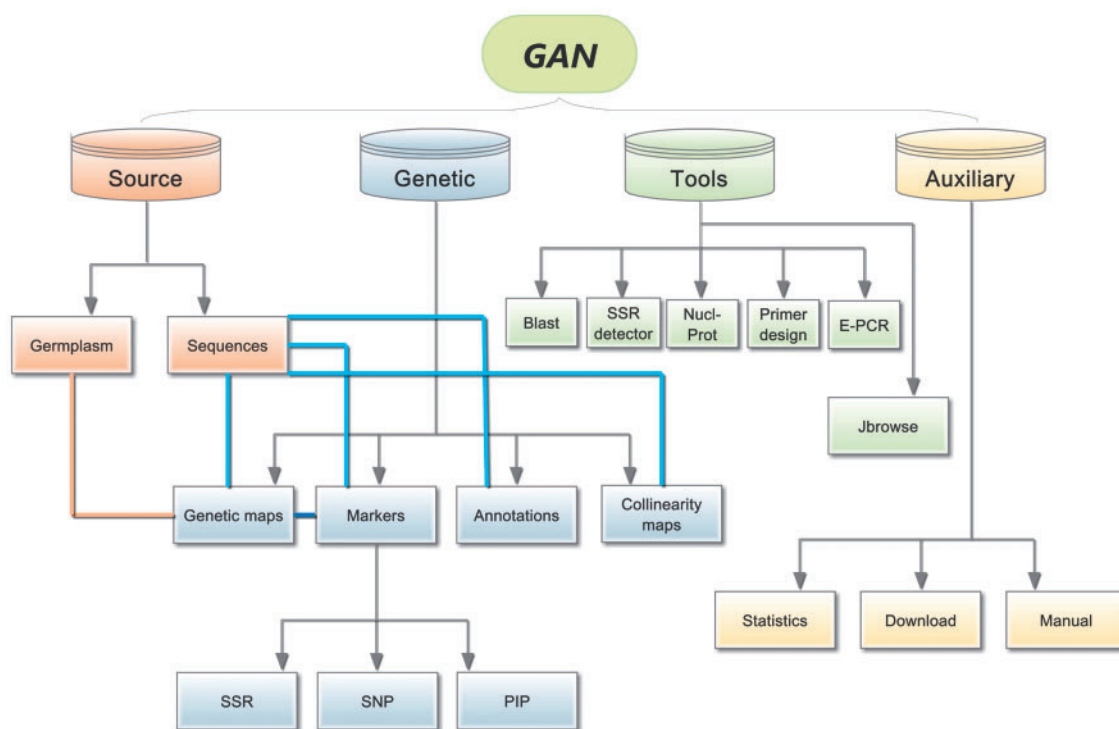 GAN
Source
Genetic
Tools
Auxiliary
Germplasm
Sequences
Blast
SSR
detector
Nucl-
Prot
Primer
design
E-PCR
Jbrowse
Genetic maps
Markers
Annotations
Collinearity
maps
Statistics
Download
Manual
SSR
SNP
PIP